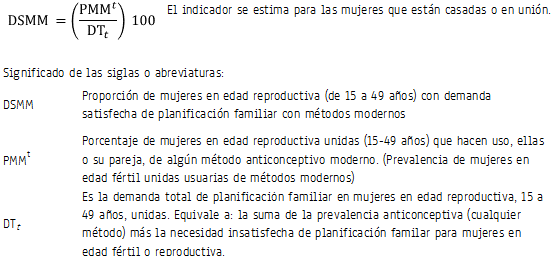 DSMM = (PMMᵗ / DTₜ) 100 El indicador se estima para las mujeres que están casadas o en unión.
Significado de las siglas o abreviaturas:
DSMM Proporción de mujeres en edad reproductiva (de 15 a 49 años) con demanda
satisfecha de planificación familiar con métodos modernos
Porcentaje de mujeres en edad reproductiva unidas (15-49 años) que hacen uso, ellas
PMMᵗ o su pareja, de algún método anticonceptivo moderno. (Prevalencia de mujeres en
edad fértil unidas usuarias de métodos modernos)
Es la demanda total de planificación familiar en mujeres en edad reproductiva, 15 a
49 años, unidas. Equivale a: la suma de la prevalencia anticonceptiva (cualquier
DTₜ método) más la necesidad insatisfecha de planificación familar para mujeres en
edad fértil o reproductiva.